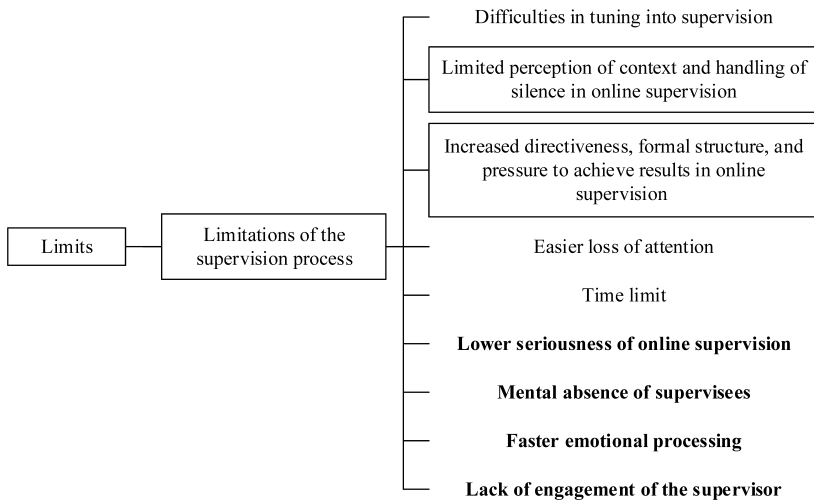 Limits
Limitations of the
supervision process
Difficulties in tuning into supervision
Limited perception of context and handling of
silence in online supervision
Increased directiveness, formal structure, and
pressure to achieve results in online
supervision
Easier loss of attention
Time limit
Lower seriousness of online supervision
Mental absence of supervisees
Faster emotional processing
Lack of engagement of the supervisor